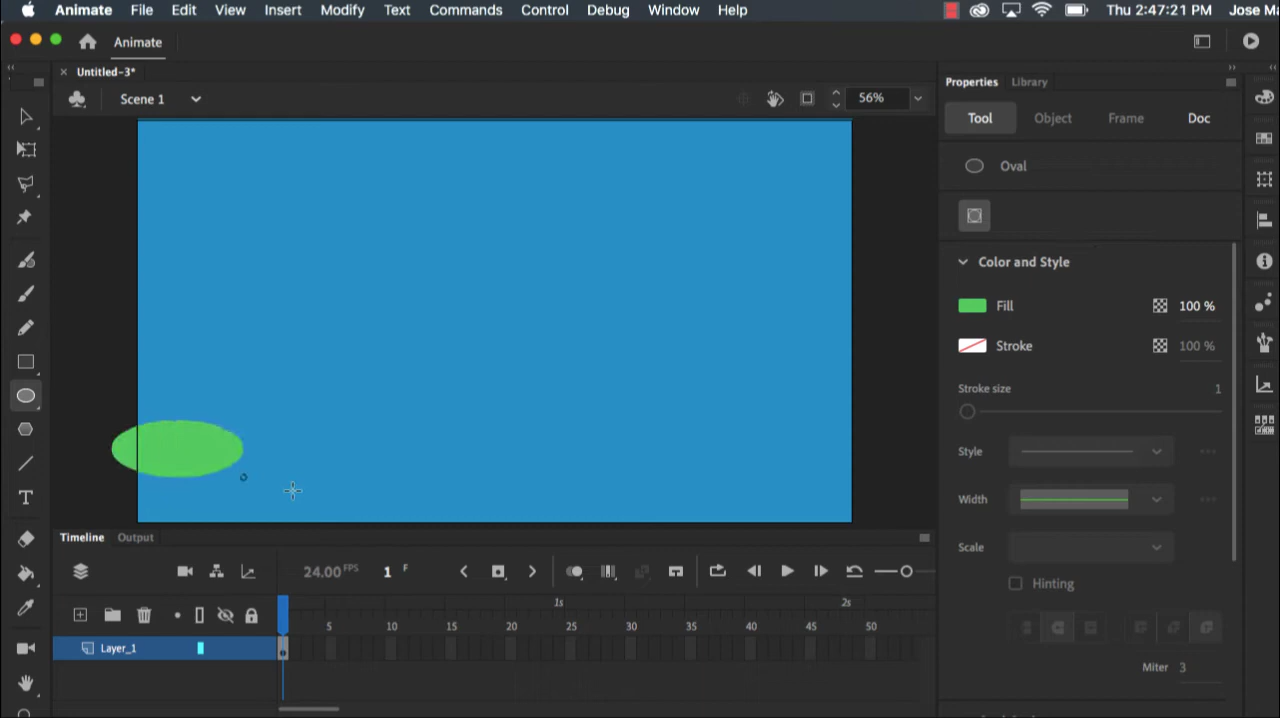 Animate File Edit View Insert Modify Text Commands Control Debug Window Help Thu 2:47:21 PM Jose Ma
Animate
Untitled-3*
Scene 1
56%
Properties Library
Tool Object Frame Doc
Oval
Color and Style
Fill 100 %
Stroke 100 %
Stroke size 1
Style
Width
Scale
Hinting
Miter 3
T
Timeline Output
24.00 FPS 1 F
1s 2s
5 10 15 20 25 30 35 40 45 50
Layer_1